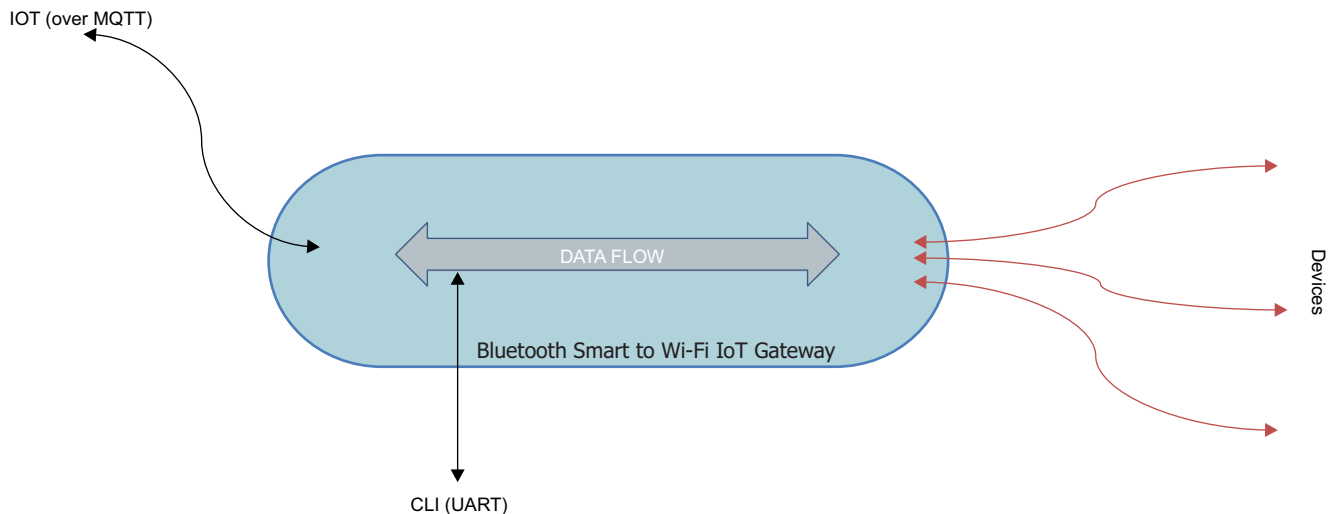 IOT (over MQTT)
DATA FLOW
Devices
Bluetooth Smart to Wi-Fi IoT Gateway
CLI (UART)